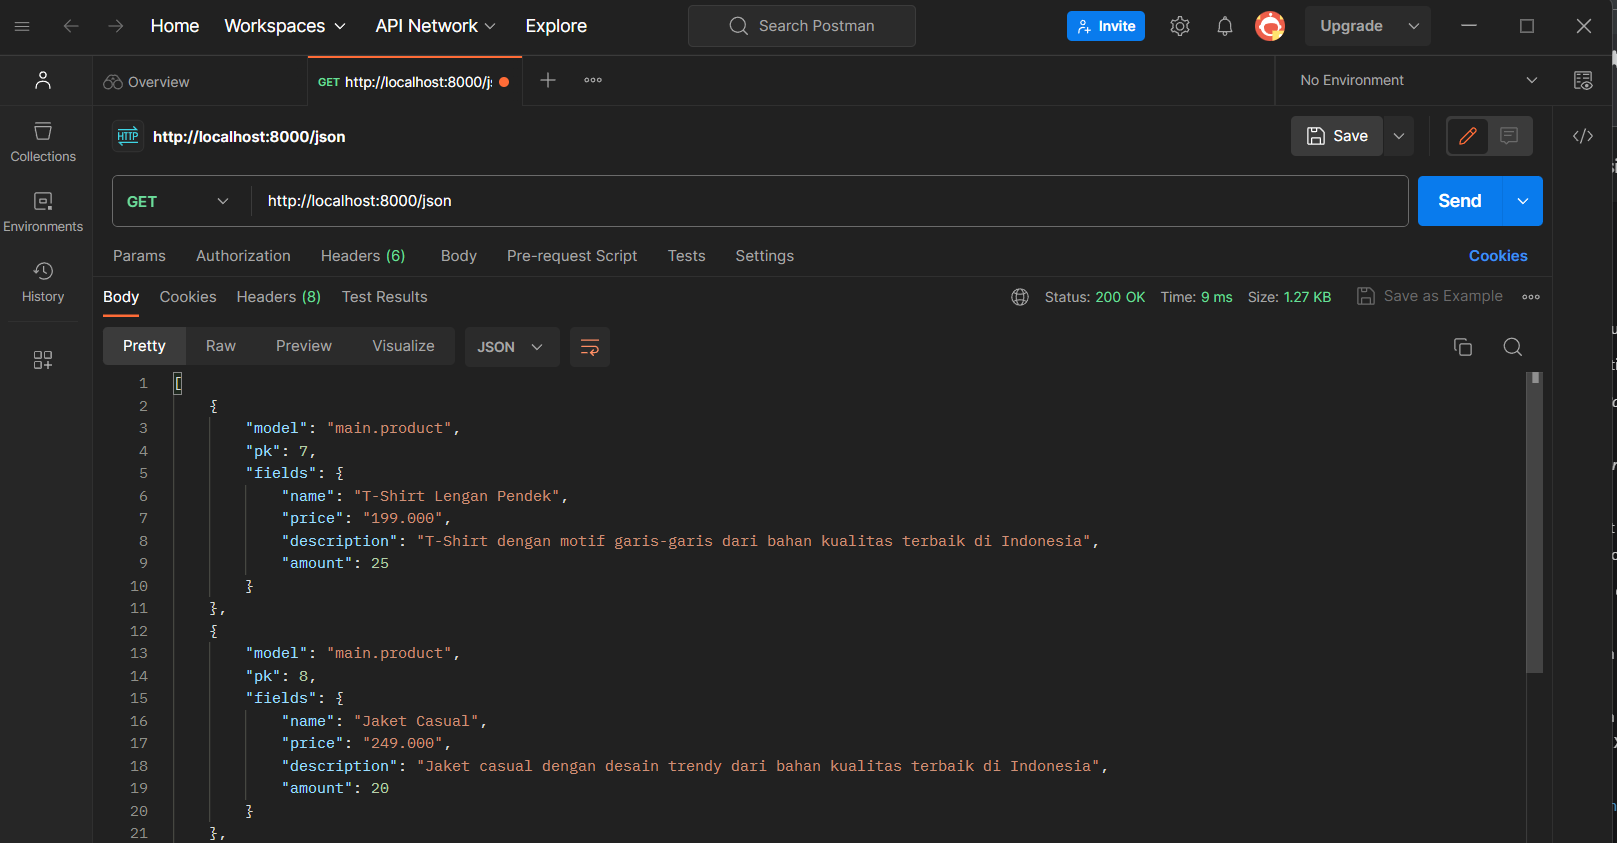 Home Workspaces API Network Explore Search Postman Invite Upgrade
Overview GET http://localhost:8000/j No Environment
HTTP http://localhost:8000/json Save
Collections
GET http://localhost:8000/json Send
Environments
Params Authorization Headers (6) Body Pre-request Script Tests Settings Cookies
History
Body Cookies Headers (8) Test Results Status: 200 OK Time: 9 ms Size: 1.27 KB Save as Example
Pretty Raw Preview Visualize JSON
1 [
2 {
3 "model": "main.product",
4 "pk": 7,
5 "fields": {
6 "name": "T-Shirt Lengan Pendek",
7 "price": "199.000",
8 "description": "T-Shirt dengan motif garis-garis dari bahan kualitas terbaik di Indonesia",
9 "amount": 25
10 }
11 },
12 {
13 "model": "main.product",
14 "pk": 8,
15 "fields": {
16 "name": "Jaket Casual",
17 "price": "249.000",
18 "description": "Jaket casual dengan desain trendy dari bahan kualitas terbaik di Indonesia",
19 "amount": 20
20 }
21 },